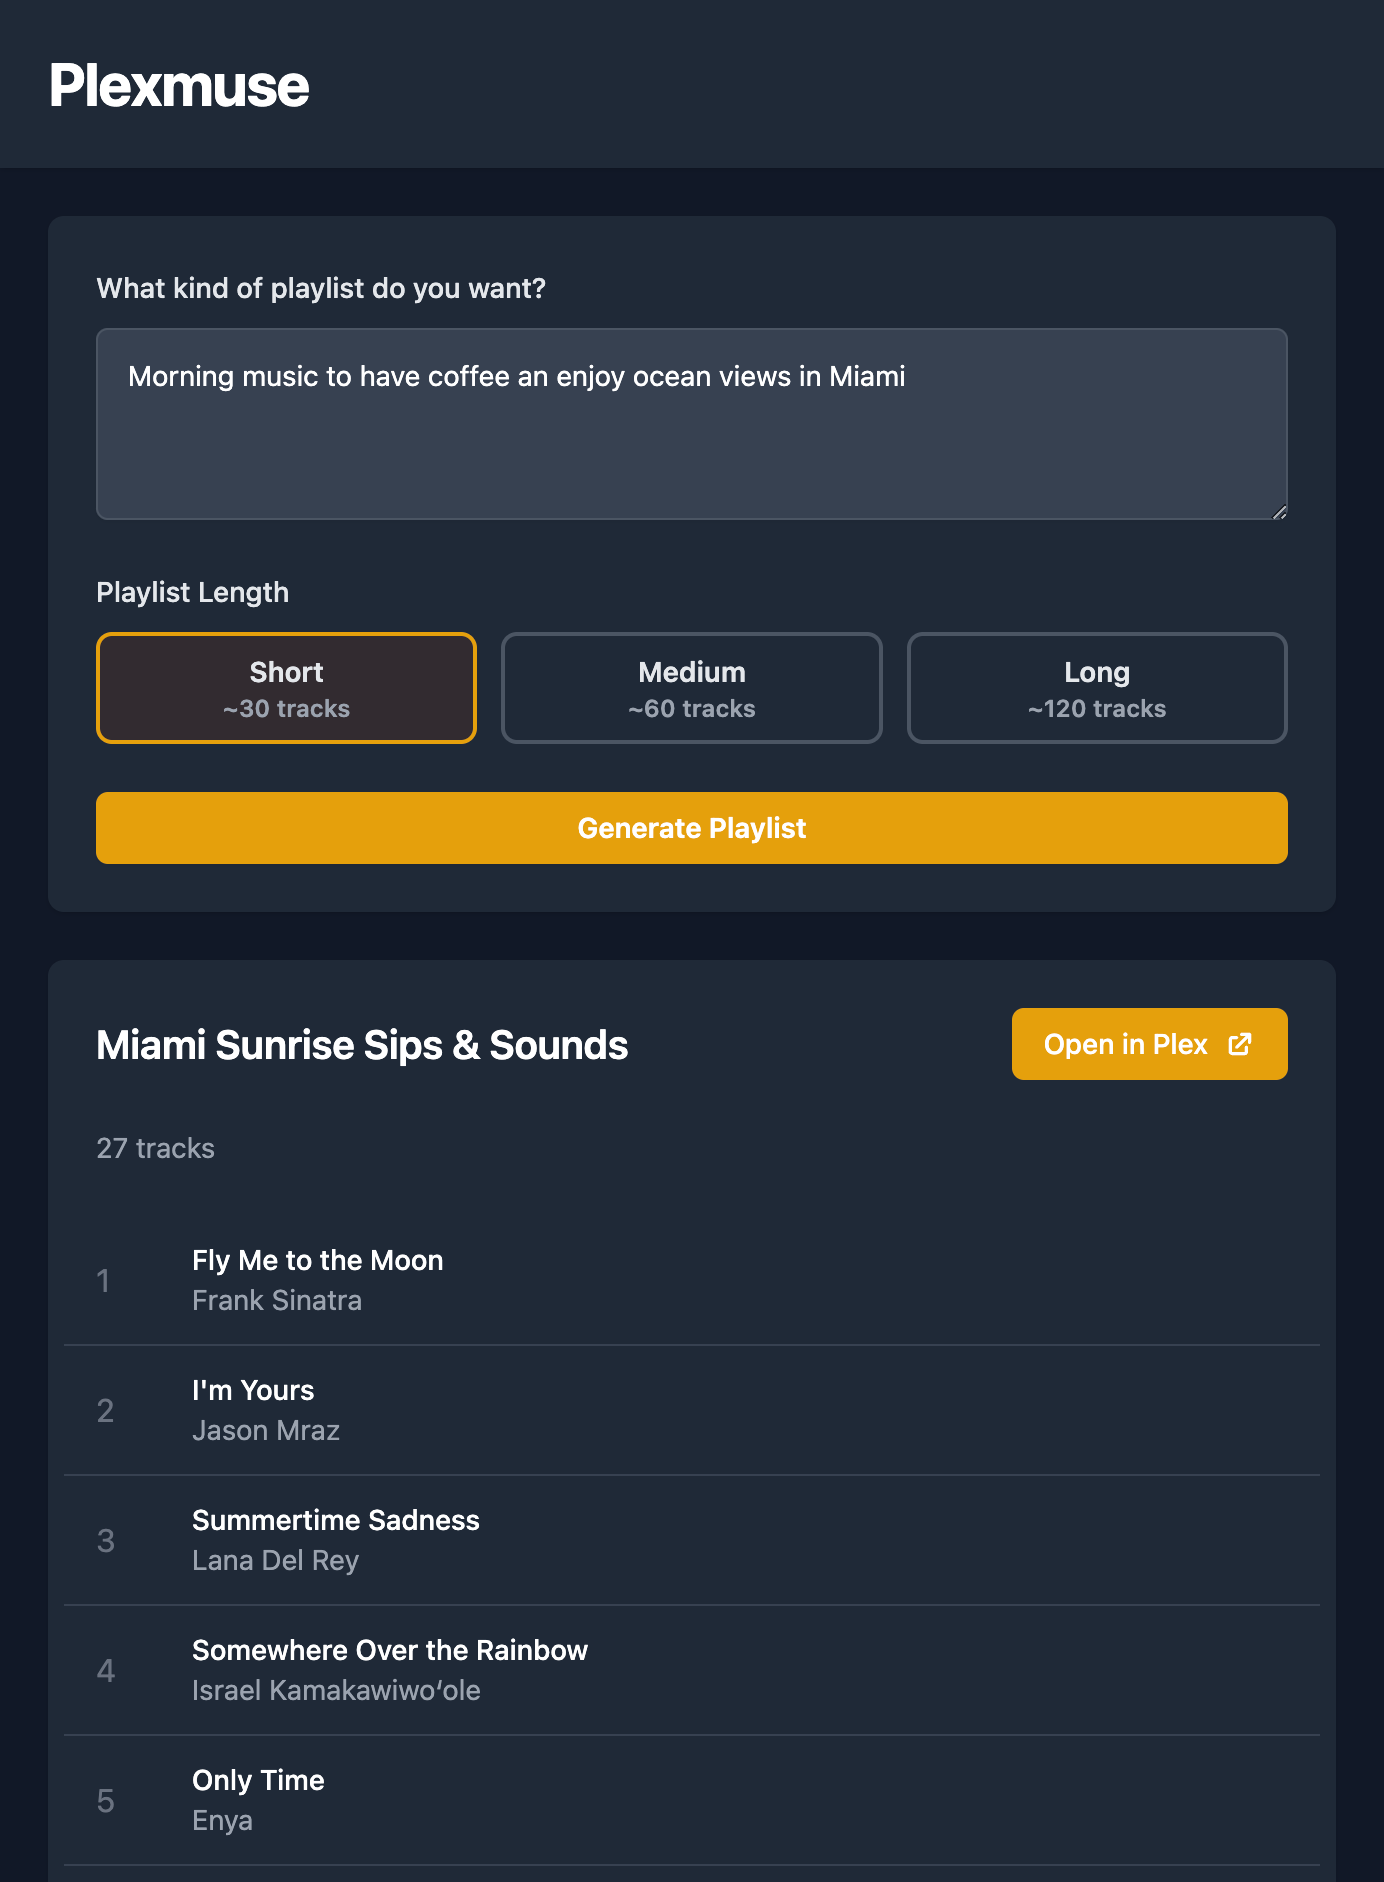 Plexmuse
What kind of playlist do you want?
Morning music to have coffee an enjoy ocean views in Miami
Playlist Length
Short
~30 tracks
Medium
~60 tracks
Long
~120 tracks
Generate Playlist
Miami Sunrise Sips & Sounds
Open in Plex
27 tracks
1
Fly Me to the Moon
Frank Sinatra
2
I'm Yours
Jason Mraz
3
Summertime Sadness
Lana Del Rey
4
Somewhere Over the Rainbow
Israel Kamakawiwoʻole
5
Only Time
Enya